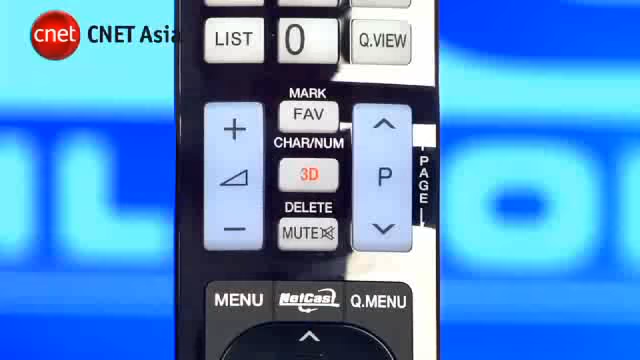 cnet CNET Asia
LIST 0 Q.VIEW
MARK
FAV
CHAR/NUM
+
3D
P
PAGE
DELETE
-
MUTE
MENU NetCast Q.MENU